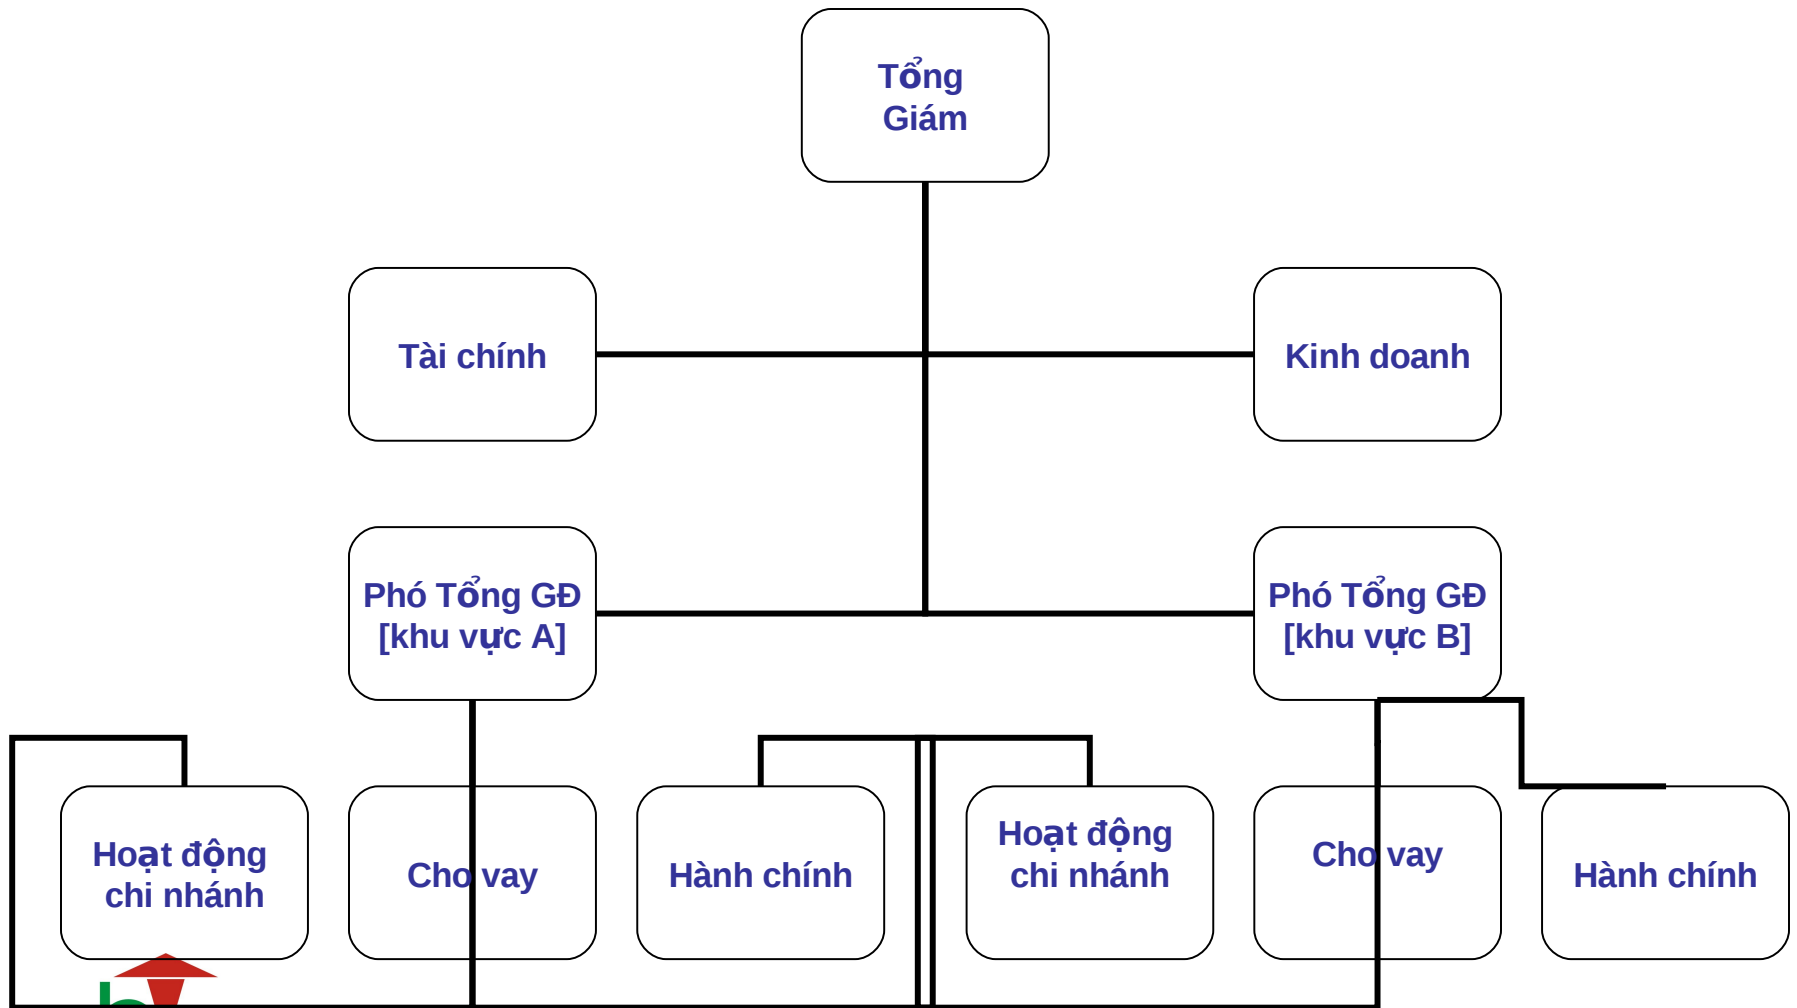 Tổng
Giám
Tài chính
Kinh doanh
Phó Tổng GĐ
[khu vực A]
Phó Tổng GĐ
[khu vực B]
Hoạt động
chi nhánh
Cho vay
Hành chính
Hoạt động
chi nhánh
Cho vay
Hành chính